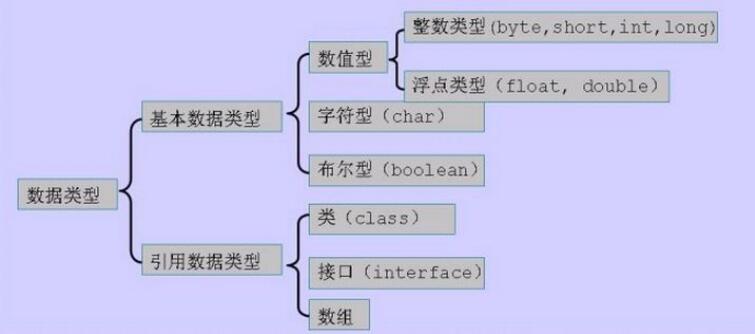 整数类型(byte,short,int,long)
数值型
浮点类型（float, double）
基本数据类型
字符型（char）
布尔型（boolean）
数据类型
类（class）
引用数据类型
接口（interface）
数组